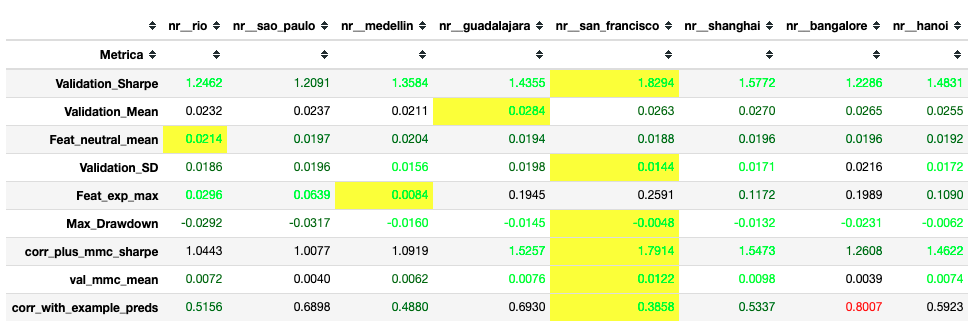 nr__rio nr__sao_paulo nr__medellin nr__guadalajara nr__san_francisco nr__shanghai nr__bangalore nr__hanoi
Metrica
Validation_Sharpe 1.2462 1.2091 1.3584 1.4355 1.8294 1.5772 1.2286 1.4831
Validation_Mean 0.0232 0.0237 0.0211 0.0284 0.0263 0.0270 0.0265 0.0255
Feat_neutral_mean 0.0214 0.0197 0.0204 0.0194 0.0188 0.0196 0.0196 0.0192
Validation_SD 0.0186 0.0196 0.0156 0.0198 0.0144 0.0171 0.0216 0.0172
Feat_exp_max 0.0296 0.0539 0.0084 0.1945 0.2591 0.1172 0.1989 0.1090
Max_Drawdown -0.0292 -0.0317 -0.0160 -0.0145 -0.0048 -0.0132 -0.0231 -0.0062
corr_plus_mmc_sharpe 1.0443 1.0077 1.0919 1.5257 1.7914 1.5473 1.2608 1.4622
val_mmc_mean 0.0072 0.0040 0.0062 0.0076 0.0122 0.0098 0.0039 0.0074
corr_with_example_preds 0.5156 0.6898 0.4880 0.6930 0.3858 0.5337 0.8007 0.5923